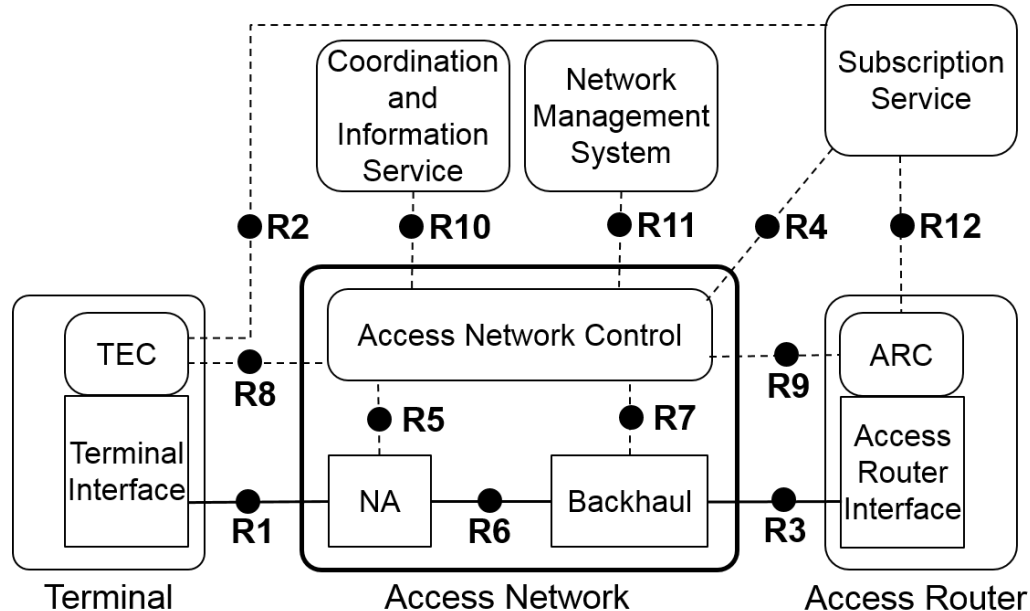 Coordination
and
Information
Service
Network
Management
System
Subscription
Service
R2
R10
R11
R4
R12
TEC
Access Network Control
ARC
R8
R9
R5
R7
Terminal
Interface
NA
Backhaul
Access
Router
Interface
R1
R6
R3
Terminal
Access Network
Access Router